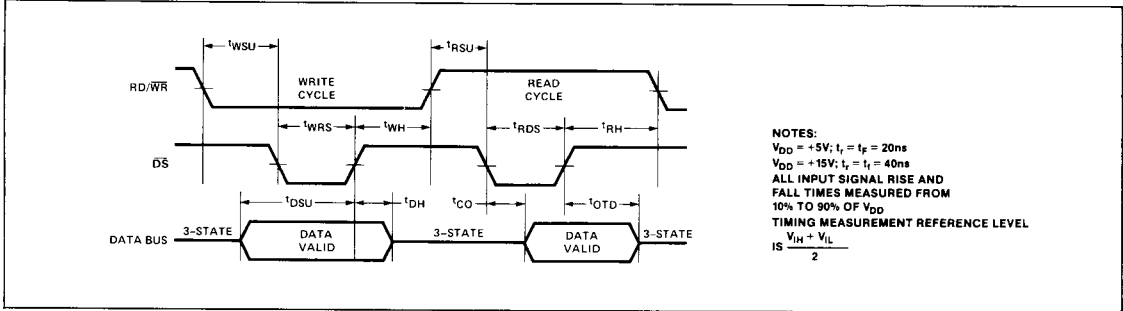 tWSU
tRSU
RD/WR
WRITE
CYCLE
READ
CYCLE
tWRS
tWH
tRDS
tRH
DS
tDSU
tDH
tCO
tOTD
DATA BUS
3-STATE
DATA
VALID
3-STATE
DATA
VALID
3-STATE
NOTES:
VDD = +5V; tr = tF = 20ns
VDD = +15V; tr = tf = 40ns
ALL INPUT SIGNAL RISE AND
FALL TIMES MEASURED FROM
10% TO 90% OF VDD
TIMING MEASUREMENT REFERENCE LEVEL
IS VIH + VIL
2